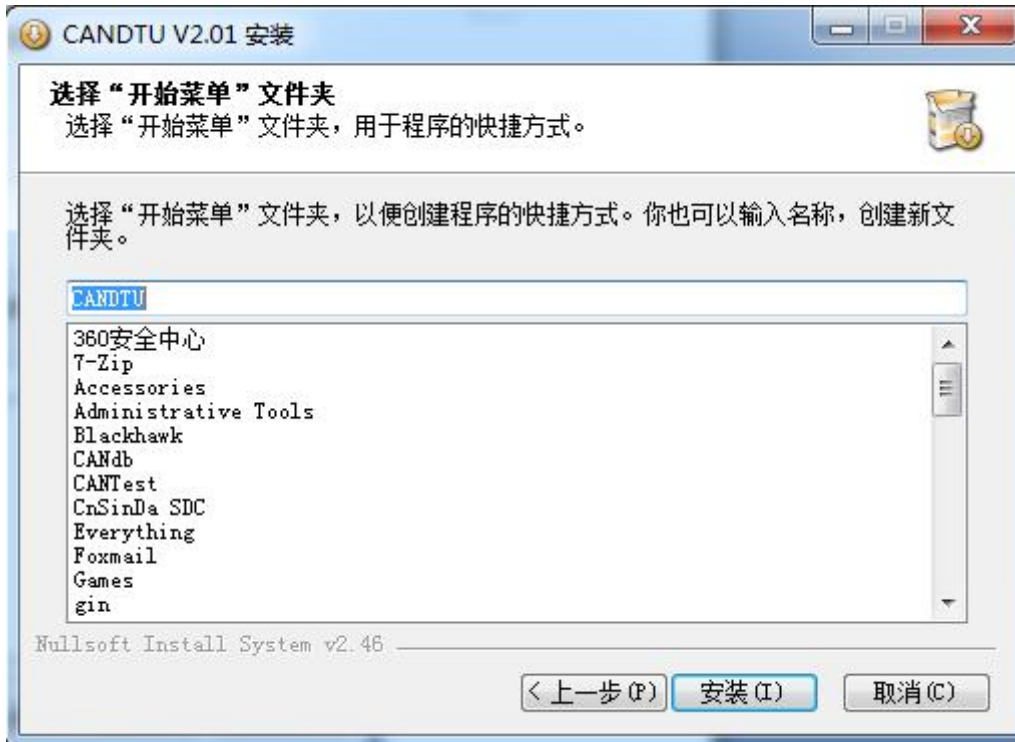 CANDTU V2.01 安装
选择“开始菜单”文件夹
选择“开始菜单”文件夹，用于程序的快捷方式。
选择“开始菜单”文件夹，以便创建程序的快捷方式。你也可以输入名称，创建新文
件夹。
CANDTU
360安全中心
7-Zip
Accessories
Administrative Tools
Blackhawk
CANdb
CANTest
CnSinDa SDC
Everything
Foxmail
Games
gin
Nullsoft Install System v2.46
< 上一步(P) 安装(I) 取消(C)